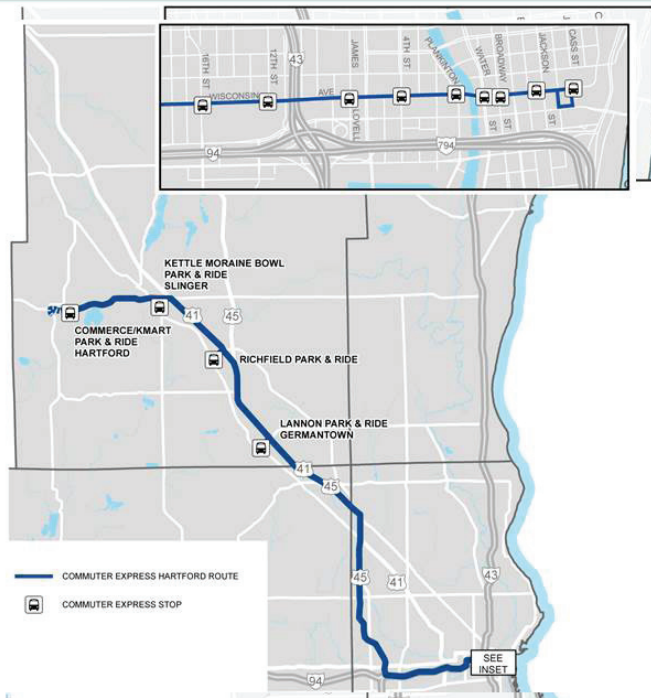 16TH ST
12TH ST
43
JAMES
LOVELL
4TH ST
PLANKINTON
WATER
ST
BROADWAY
ST.
JACKSON
ST
CASS ST
WISCONSIN
AVE
94
794
KETTLE MORAINE BOWL
PARK & RIDE
SLINGER
41
45
COMMERCE/KMART
PARK & RIDE
HARTFORD
RICHFIELD PARK & RIDE
LANNON PARK & RIDE
GERMANTOWN
41
45
45
41
43
COMMUTER EXPRESS HARTFORD ROUTE
COMMUTER EXPRESS STOP
SEE
INSET
94